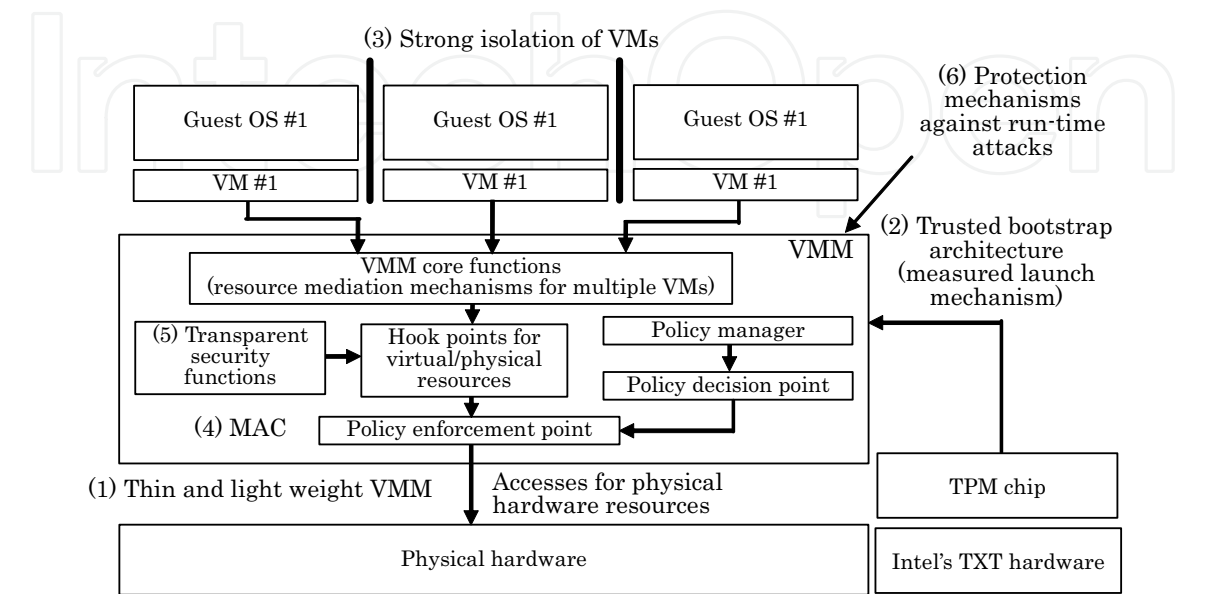 IntechOpen
(3) Strong isolation of VMs
(6) Protection
mechanisms
against run-time
attacks
Guest OS #1
Guest OS #1
Guest OS #1
VM #1
VM #1
VM #1
(2) Trusted bootstrap
architecture
(measured launch
mechanism)
VMM
VMM core functions
(resource mediation mechanisms for multiple VMs)
(5) Transparent
security
functions
Hook points for
virtual/physical
resources
Policy manager
Policy decision point
(4) MAC
Policy enforcement point
(1) Thin and light weight VMM
Accesses for physical
hardware resources
TPM chip
Physical hardware
Intel's TXT hardware